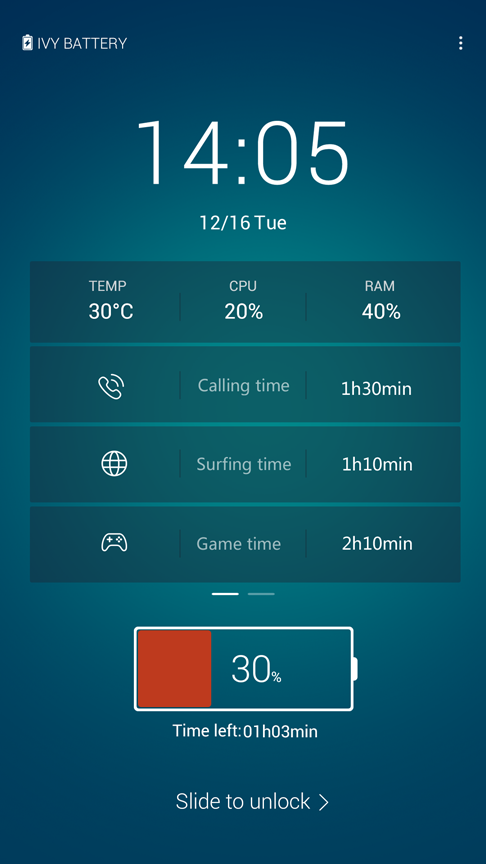 IVY BATTERY
14:05
12/16 Tue
TEMP CPU RAM
30°C 20% 40%
Calling time 1h30min
Surfing time 1h10min
Game time 2h10min
30%
Time left:01h03min
Slide to unlock